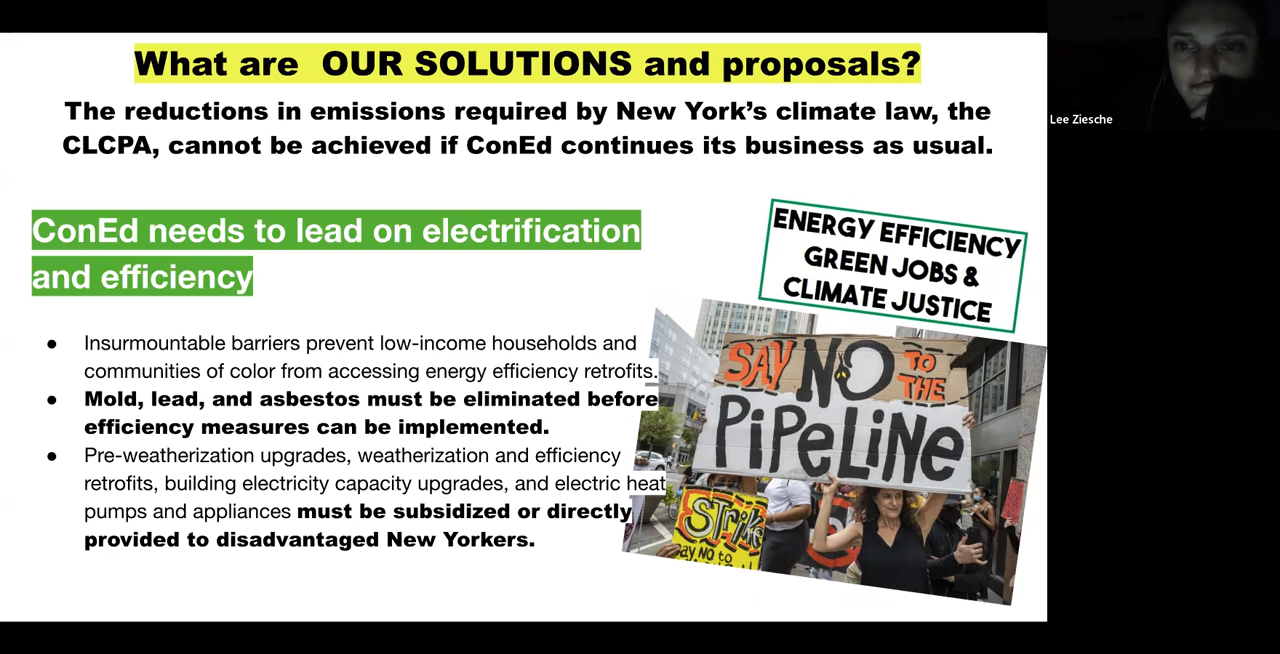 What are OUR SOLUTIONS and proposals?
The reductions in emissions required by New York’s climate law, the
CLCPA, cannot be achieved if ConEd continues its business as usual.
ConEd needs to lead on electrification
and efficiency
● Insurmountable barriers prevent low-income households and
communities of color from accessing energy efficiency retrofits.
● Mold, lead, and asbestos must be eliminated before
efficiency measures can be implemented.
● Pre-weatherization upgrades, weatherization and efficiency
retrofits, building electricity capacity upgrades, and electric heat
pumps and appliances must be subsidized or directly
provided to disadvantaged New Yorkers.
ENERGY EFFICIENCY
GREEN JOBS &
CLIMATE JUSTICE
SAY NO TO
THE
PiPeLiNe
STRiKe
Say NO to
Lee Ziesche